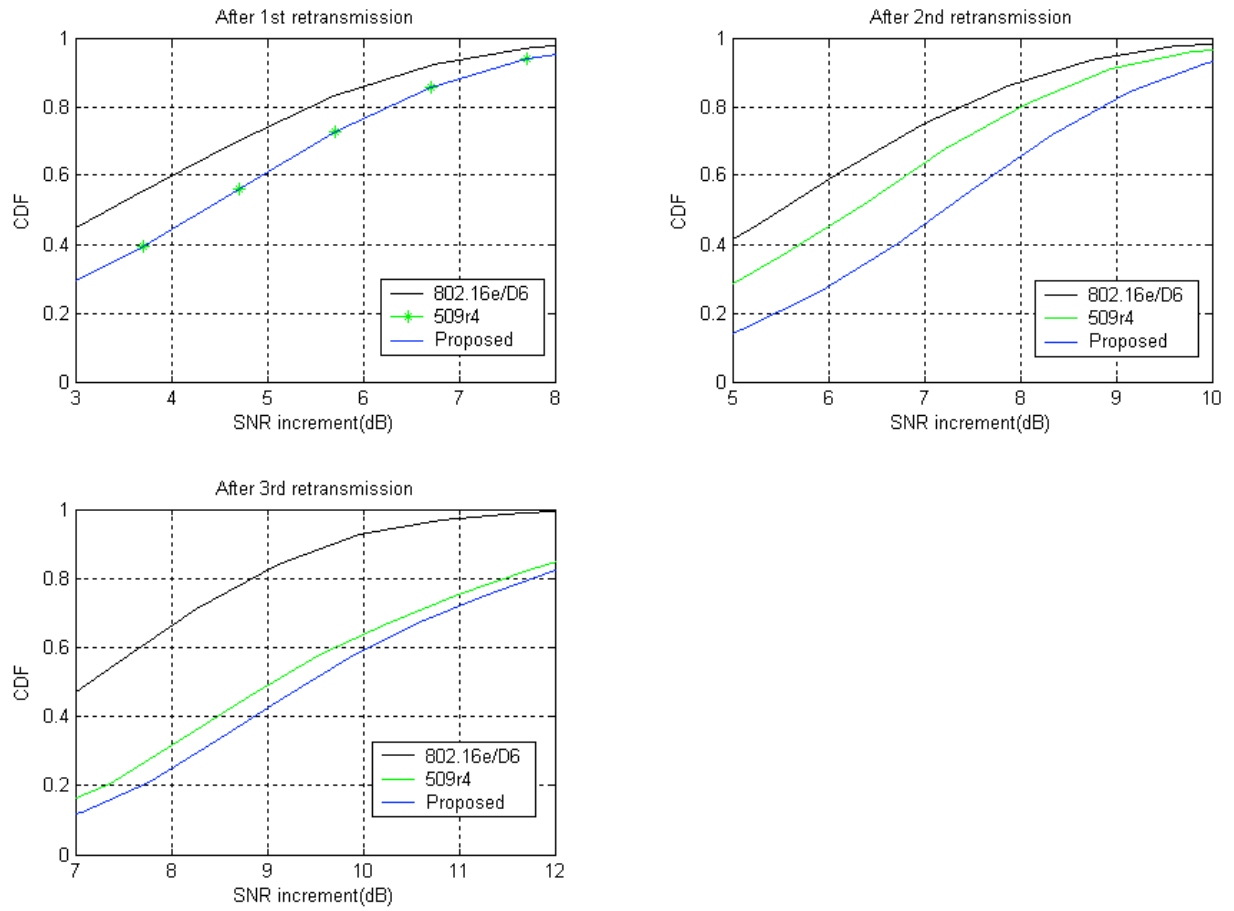 After 1st retransmission
1
0.8
0.6
0.4
0.2
0
CDF
3 4 5 6 7 8
SNR increment(dB)
802.16e/D6
509r4
Proposed
After 2nd retransmission
1
0.8
0.6
0.4
0.2
0
CDF
5 6 7 8 9 10
SNR increment(dB)
802.16e/D6
509r4
Proposed
After 3rd retransmission
1
0.8
0.6
0.4
0.2
0
CDF
7 8 9 10 11 12
SNR increment(dB)
802.16e/D6
509r4
Proposed